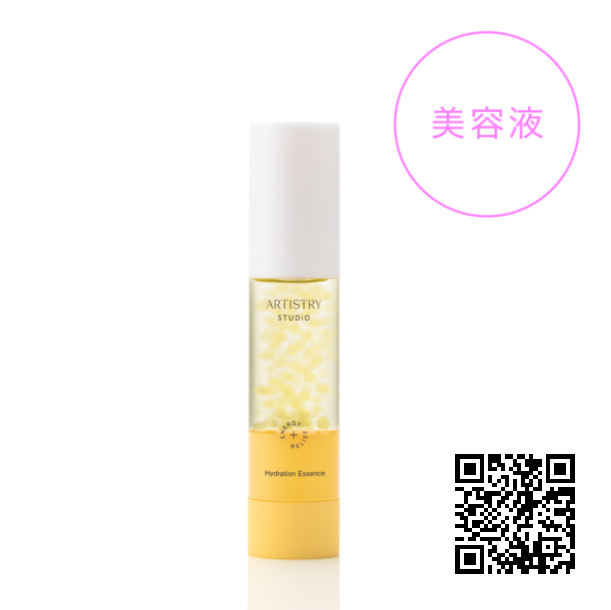 美容液
ARTISTRY
STUDiO
ENERGY + RELIEF
Hydration Essence